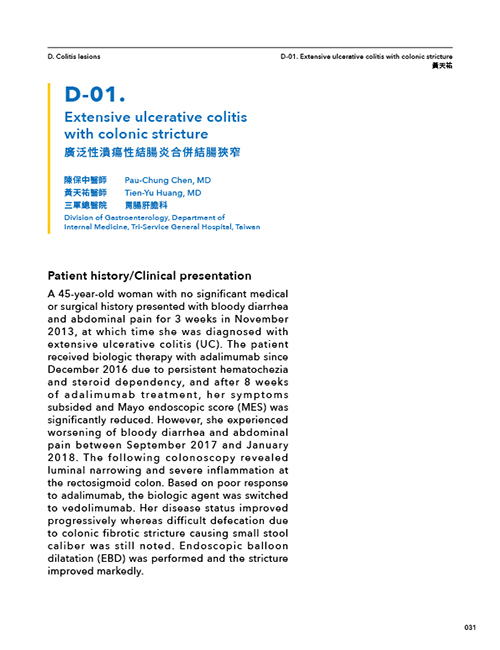 D. Colitis lesions
D-01. Extensive ulcerative colitis with colonic stricture
黃天祐
D-01.
Extensive ulcerative colitis
with colonic stricture
廣泛性潰瘍性結腸炎合併結腸狹窄
陳保中醫師 Pau-Chung Chen, MD
黃天祐醫師 Tien-Yu Huang, MD
三軍總醫院 胃腸肝膽科
Division of Gastroenterology, Department of
Internal Medicine, Tri-Service General Hospital, Taiwan
Patient history/Clinical presentation
A 45-year-old woman with no significant medical
or surgical history presented with bloody diarrhea
and abdominal pain for 3 weeks in November
2013, at which time she was diagnosed with
extensive ulcerative colitis (UC). The patient
received biologic therapy with adalimumab since
December 2016 due to persistent hematochezia
and steroid dependency, and after 8 weeks
of adalimumab treatment, her symptoms
subsided and Mayo endoscopic score (MES) was
significantly reduced. However, she experienced
worsening of bloody diarrhea and abdominal
pain between September 2017 and January
2018. The following colonoscopy revealed
luminal narrowing and severe inflammation at
the rectosigmoid colon. Based on poor response
to adalimumab, the biologic agent was switched
to vedolimumab. Her disease status improved
progressively whereas difficult defecation due
to colonic fibrotic stricture causing small stool
caliber was still noted. Endoscopic balloon
dilatation (EBD) was performed and the stricture
improved markedly.
031